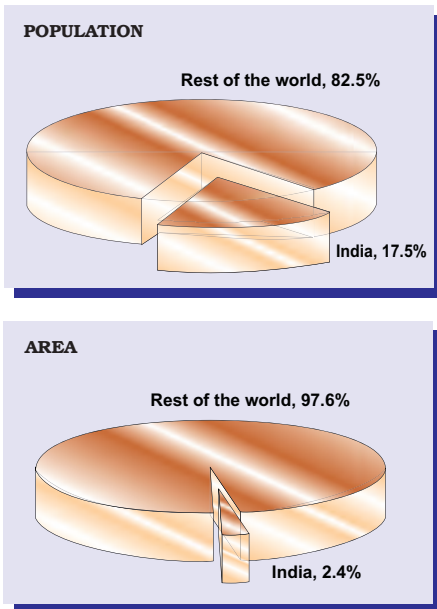 POPULATION
Rest of the world, 82.5%
India, 17.5%
AREA
Rest of the world, 97.6%
India, 2.4%